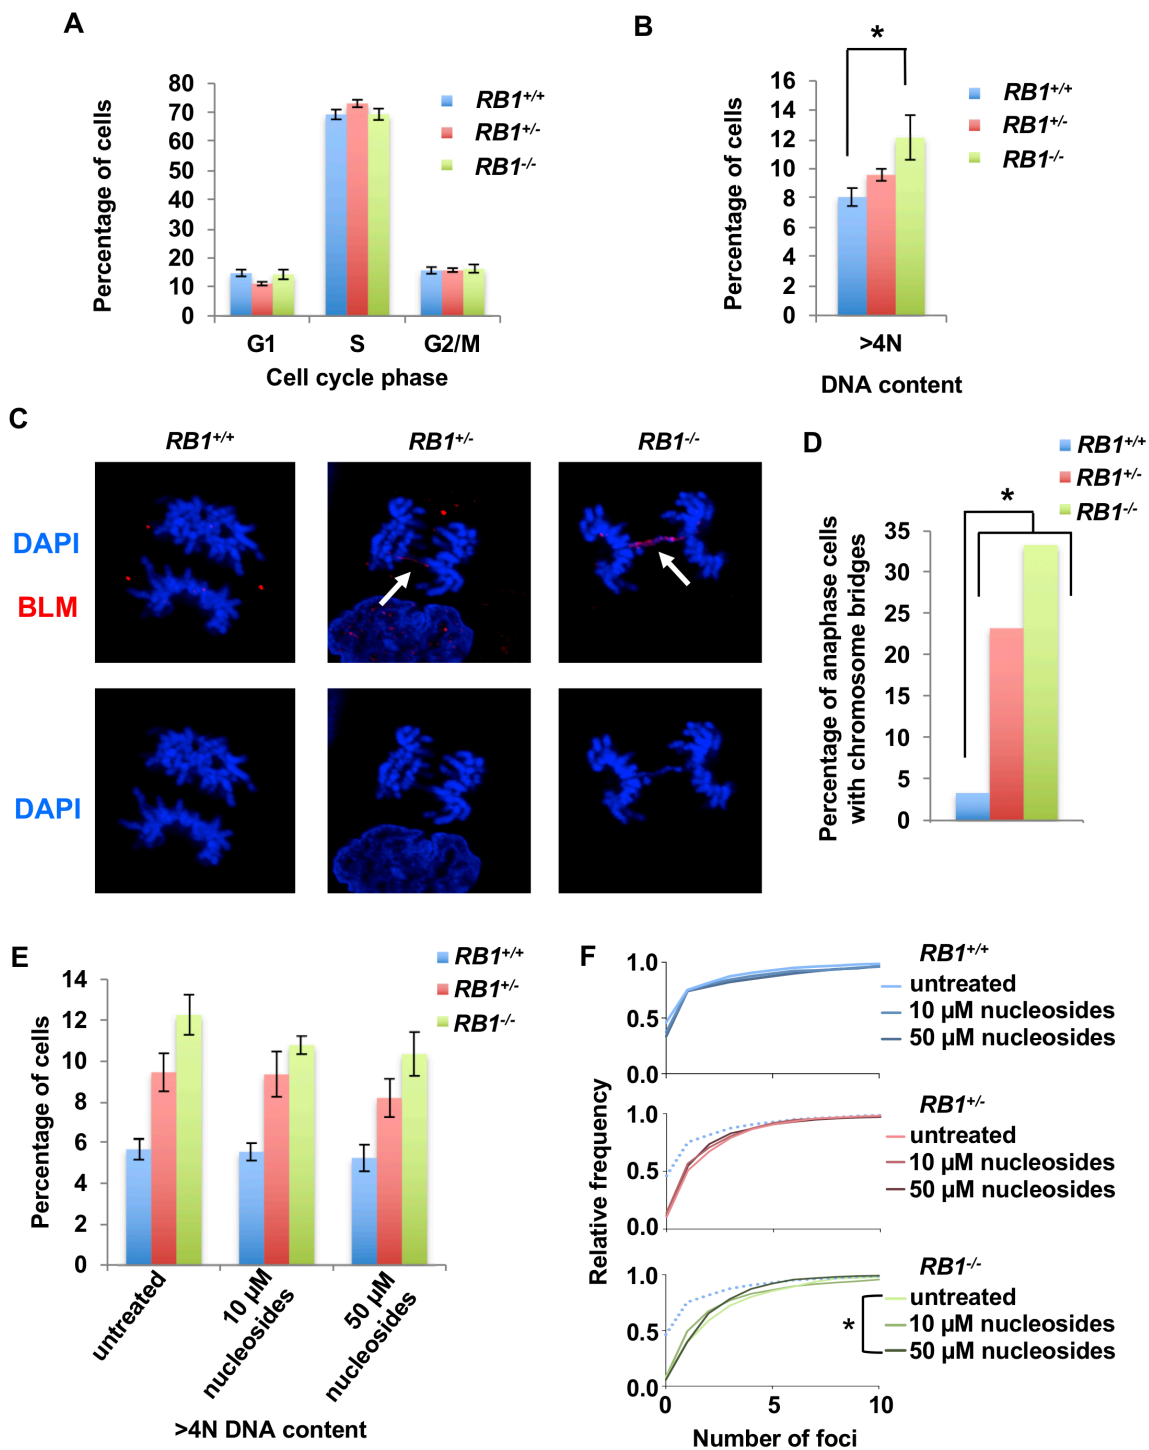 A
80
70
60
50
40
30
20
10
0
Percentage of cells
G1 S G2/M
Cell cycle phase
RB1+/+
RB1+/-
RB1-/-
B
*
16
14
12
10
8
6
4
2
0
Percentage of cells
>4N
DNA content
RB1+/+
RB1+/-
RB1-/-
C
RB1+/+ RB1+/- RB1-/-
DAPI
BLM
DAPI
D
RB1+/+
RB1+/-
RB1-/-
*
35
30
25
20
15
10
5
0
Percentage of anaphase cells
with chromosome bridges
E
RB1+/+
RB1+/-
RB1-/-
14
12
10
8
6
4
2
0
Percentage of cells
untreated
10 µM
nucleosides
50 µM
nucleosides
>4N DNA content
F
Relative frequency
1.0
0.5
0.0
RB1+/+
untreated
10 µM nucleosides
50 µM nucleosides
1.0
0.5
0.0
RB1+/-
untreated
10 µM nucleosides
50 µM nucleosides
1.0
0.5
0.0
RB1-/-
untreated
10 µM nucleosides
50 µM nucleosides
*
0 5 10
Number of foci